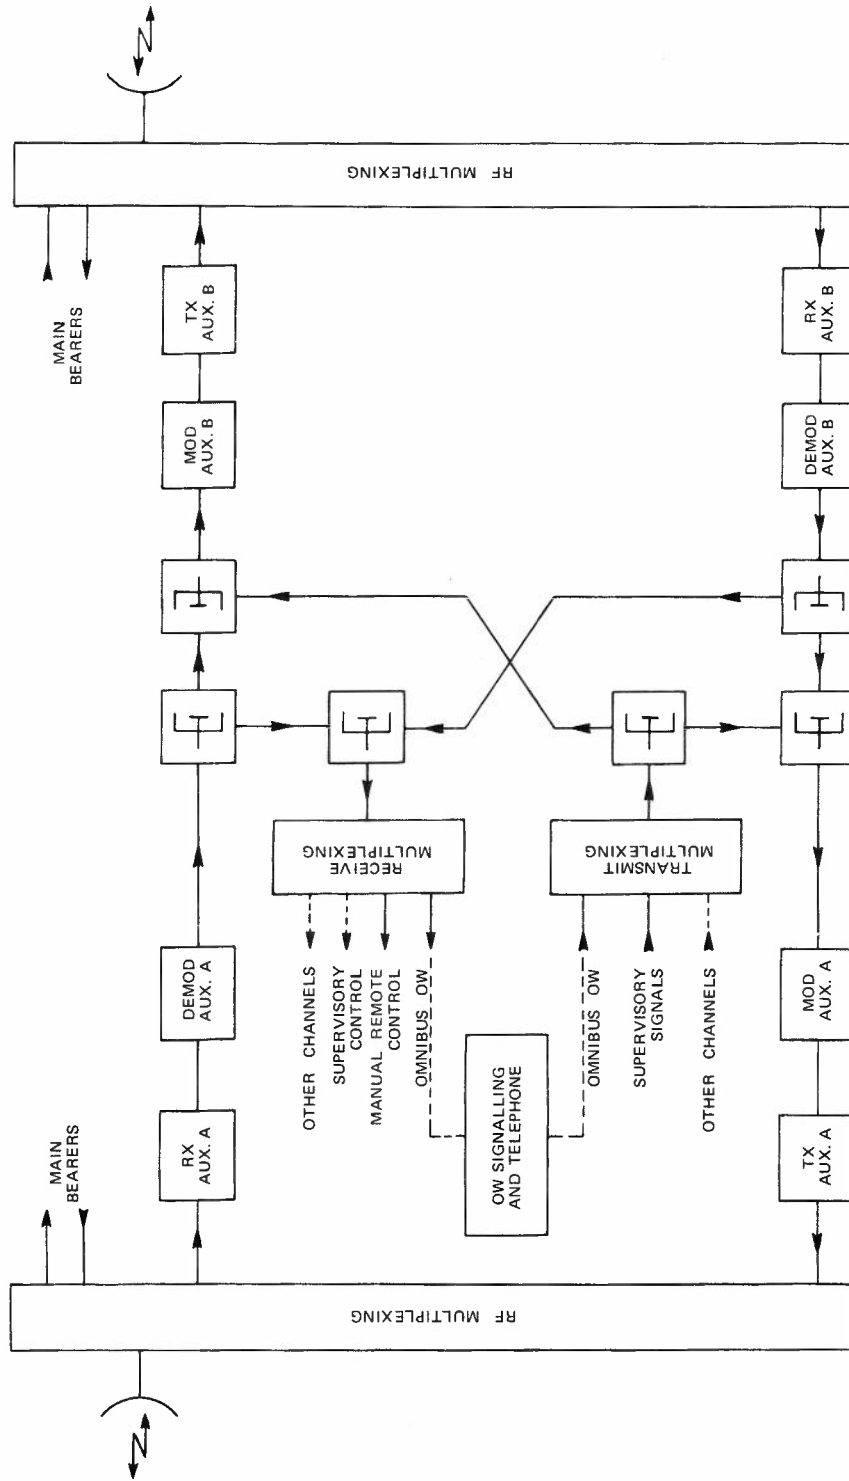 RF MULTIPLEXING
MAIN
BEARERS
RX
AUX. A
DEMOD
AUX. A
MOD
AUX. B
TX
AUX. B
MAIN
BEARERS
RF MULTIPLEXING
OTHER CHANNELS
SUPERVISORY
CONTROL
MANUAL REMOTE
CONTROL
OMNIBUS OW
RECEIVE
MULTIPLEXING
OW SIGNALLING
AND TELEPHONE
OMNIBUS OW
SUPERVISORY
SIGNALS
OTHER CHANNELS
TRANSMIT
MULTIPLEXING
TX
AUX. A
MOD
AUX. A
DEMOD
AUX. B
RX
AUX. B